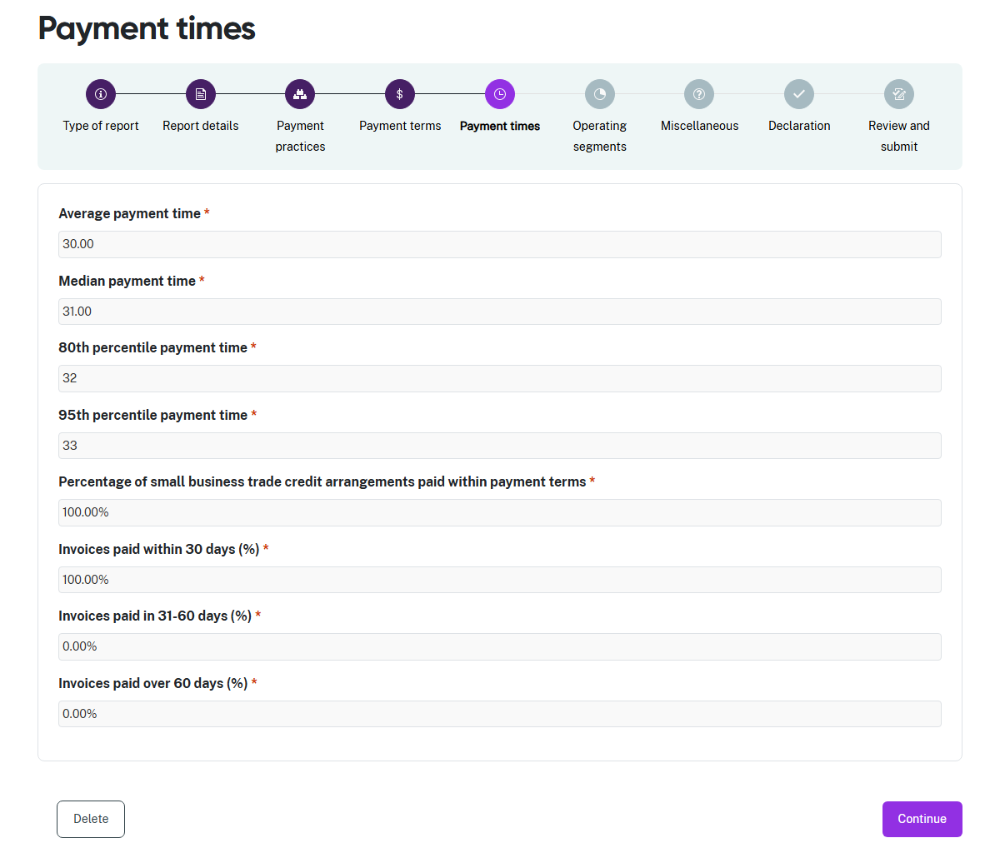 Payment times
Type of report
Report details
Payment
practices
Payment terms
Payment times
Operating
segments
Miscellaneous
Declaration
Review and
submit
Average payment time *
30.00
Median payment time *
31.00
80th percentile payment time *
32
95th percentile payment time *
33
Percentage of small business trade credit arrangements paid within payment terms *
100.00%
Invoices paid within 30 days (%) *
100.00%
Invoices paid in 31-60 days (%) *
0.00%
Invoices paid over 60 days (%) *
0.00%
Delete
Continue